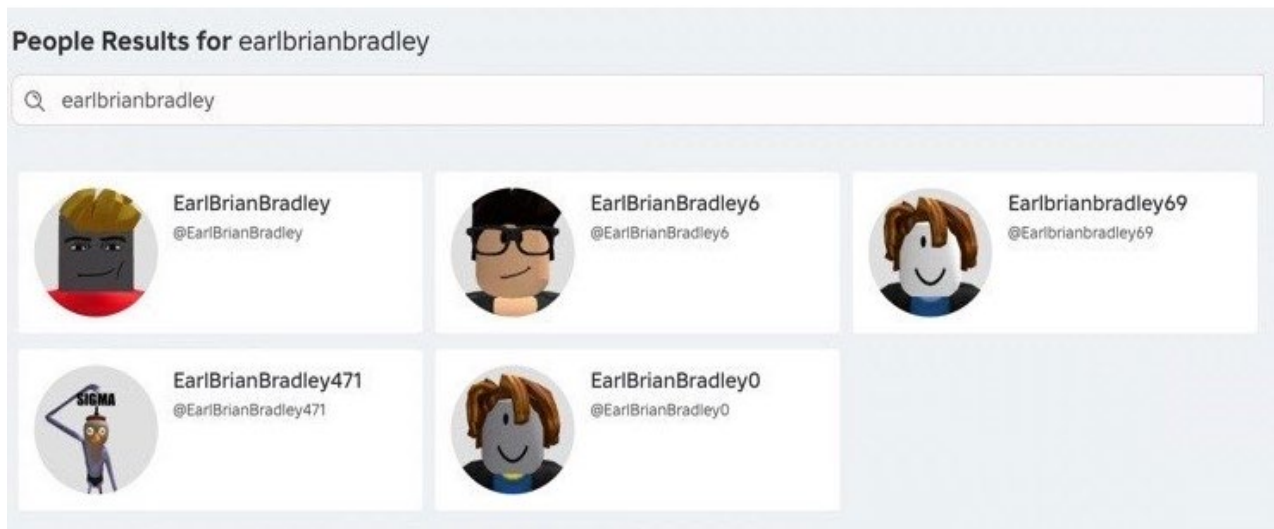 People Results for earlbrianbradley
earlbrianbradley
EarlBrianBradley
@EarlBrianBradley
EarlBrianBradley6
@EarlBrianBradley6
Earlbrianbradley69
@Earlbrianbradley69
SIGMA
EarlBrianBradley471
@EarlBrianBradley471
EarlBrianBradley0
@EarlBrianBradley0